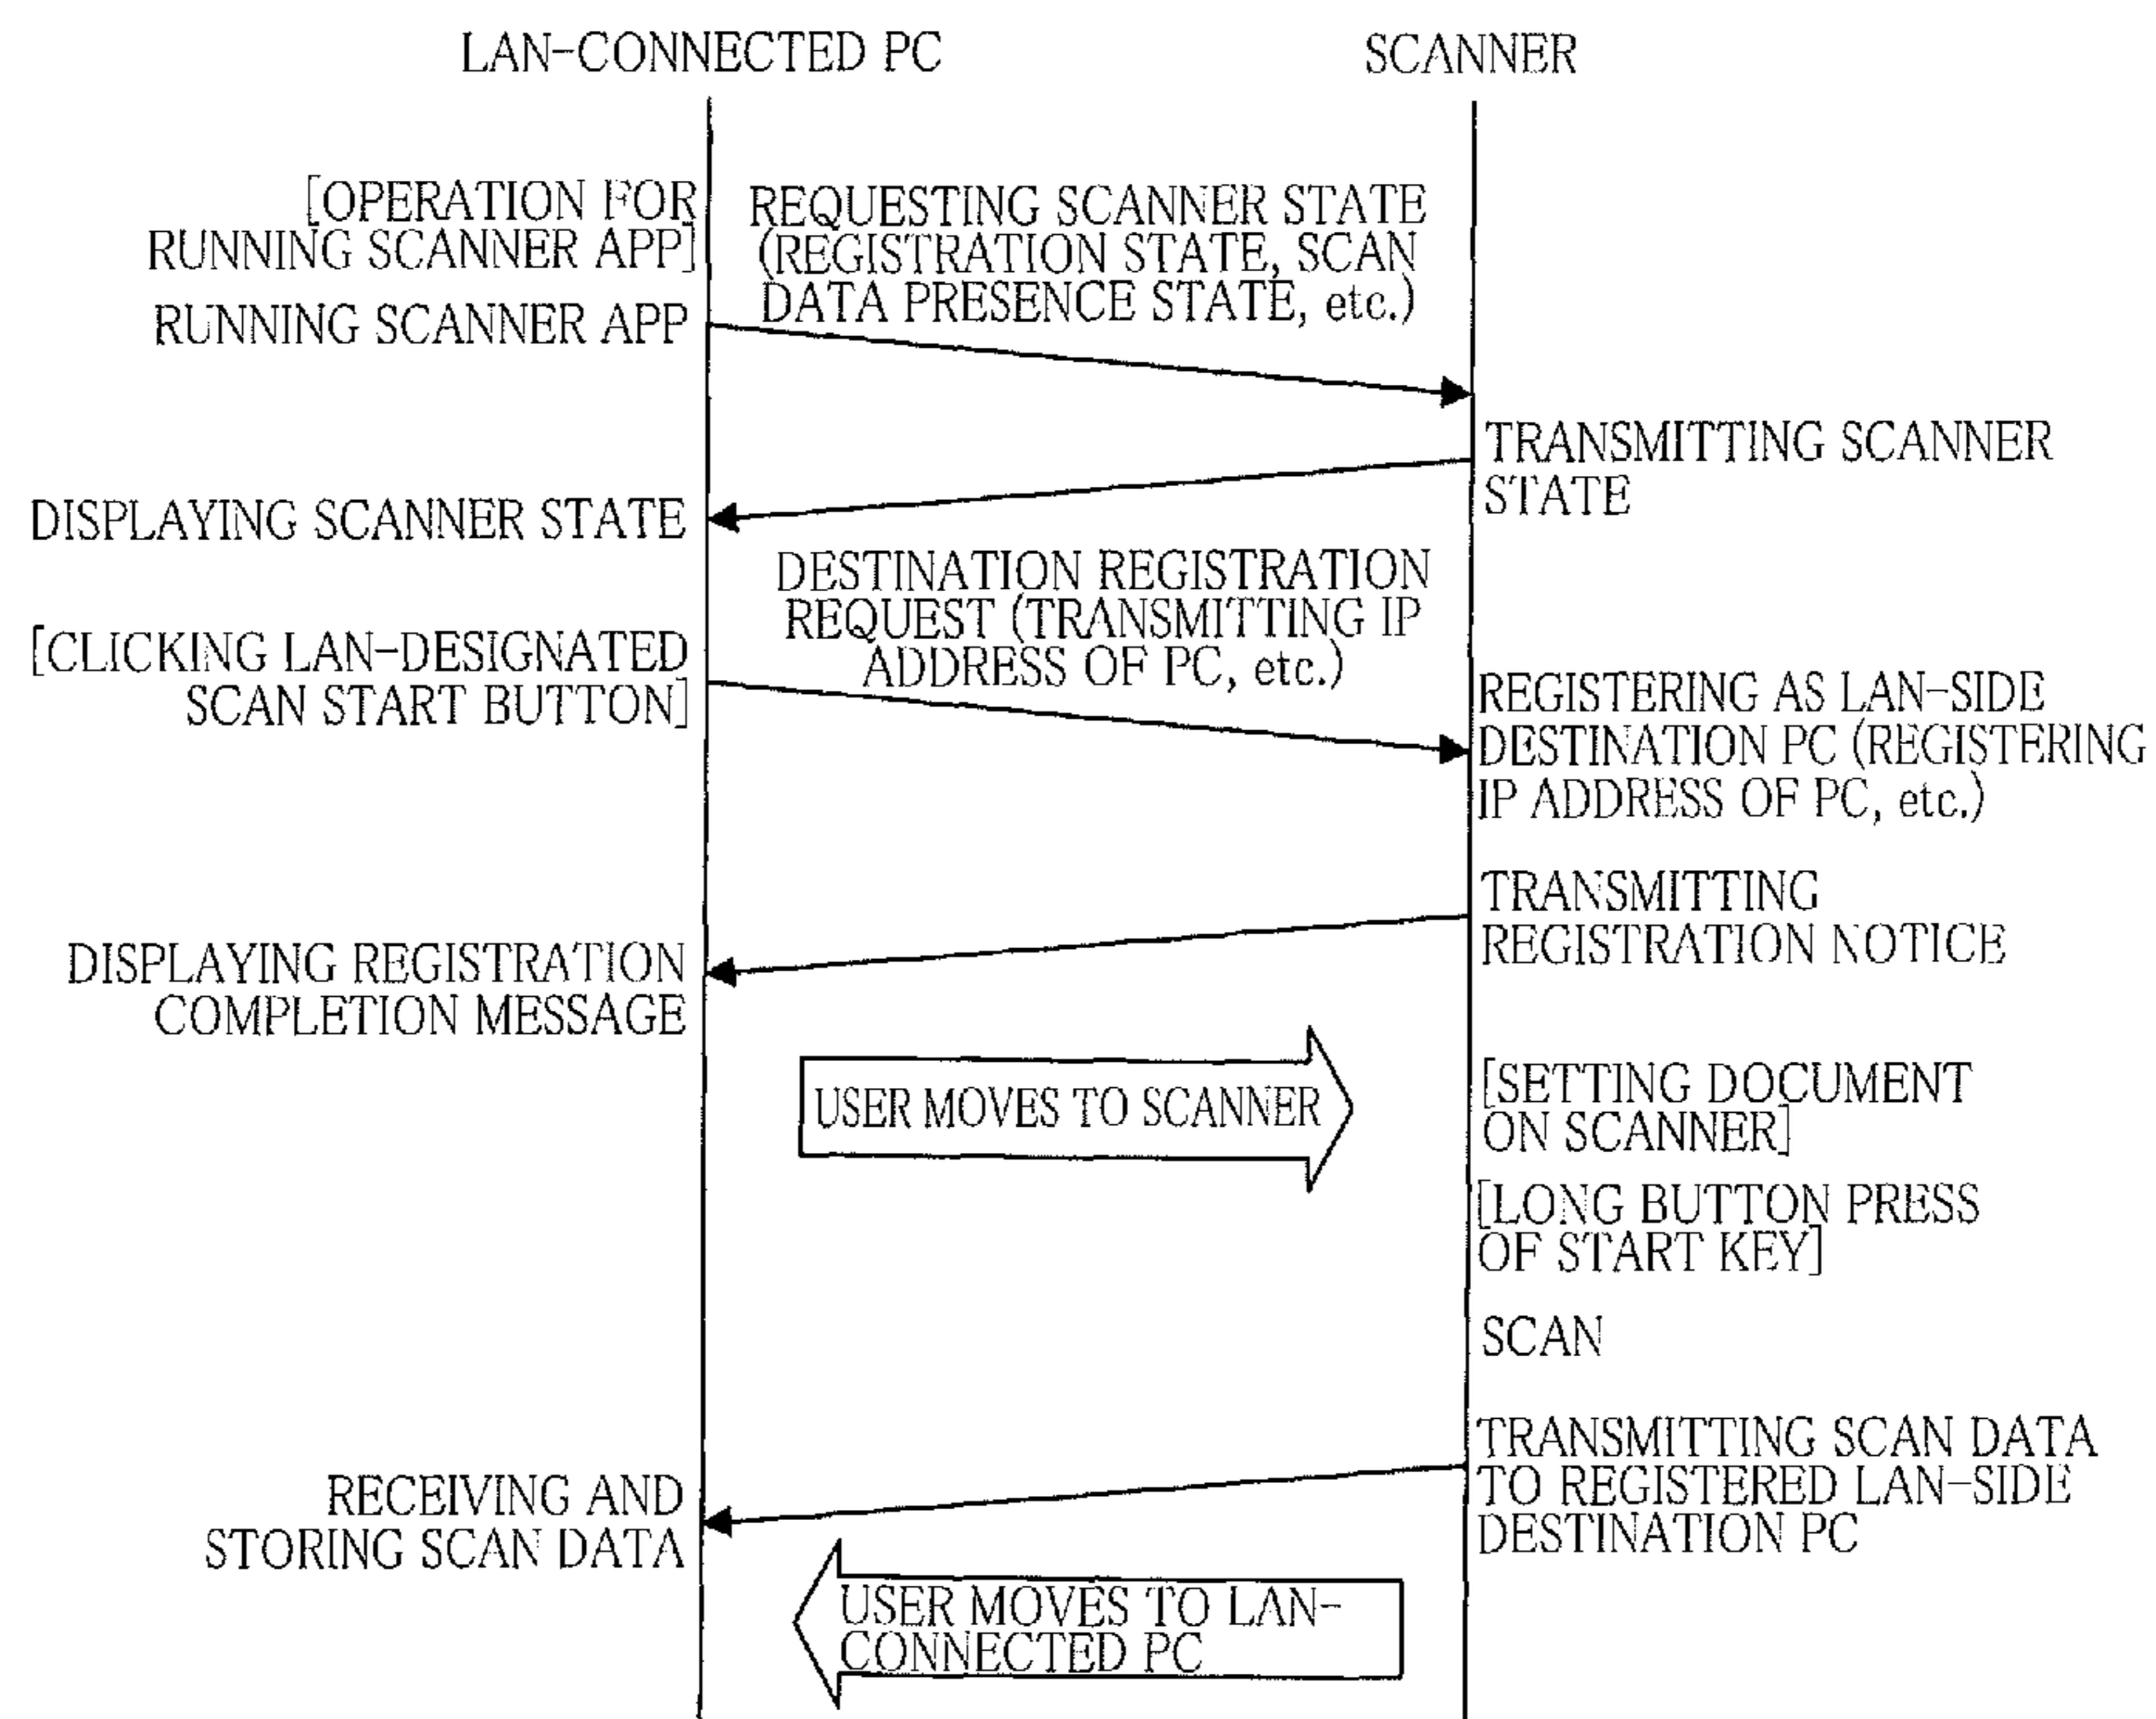 LAN-CONNECTED PC
SCANNER
[OPERATION FOR
RUNNING SCANNER APP]
REQUESTING SCANNER STATE
(REGISTRATION STATE, SCAN
DATA PRESENCE STATE, etc.)
RUNNING SCANNER APP
TRANSMITTING SCANNER
STATE
DISPLAYING SCANNER STATE
DESTINATION REGISTRATION
REQUEST (TRANSMITTING IP
ADDRESS OF PC, etc.)
[CLICKING LAN-DESIGNATED
SCAN START BUTTON]
REGISTERING AS LAN-SIDE
DESTINATION PC (REGISTERING
IP ADDRESS OF PC, etc.)
TRANSMITTING
REGISTRATION NOTICE
DISPLAYING REGISTRATION
COMPLETION MESSAGE
USER MOVES TO SCANNER
[SETTING DOCUMENT
ON SCANNER]
[LONG BUTTON PRESS
OF START KEY]
SCAN
TRANSMITTING SCAN DATA
TO REGISTERED LAN-SIDE
DESTINATION PC
RECEIVING AND
STORING SCAN DATA
USER MOVES TO LAN-
CONNECTED PC